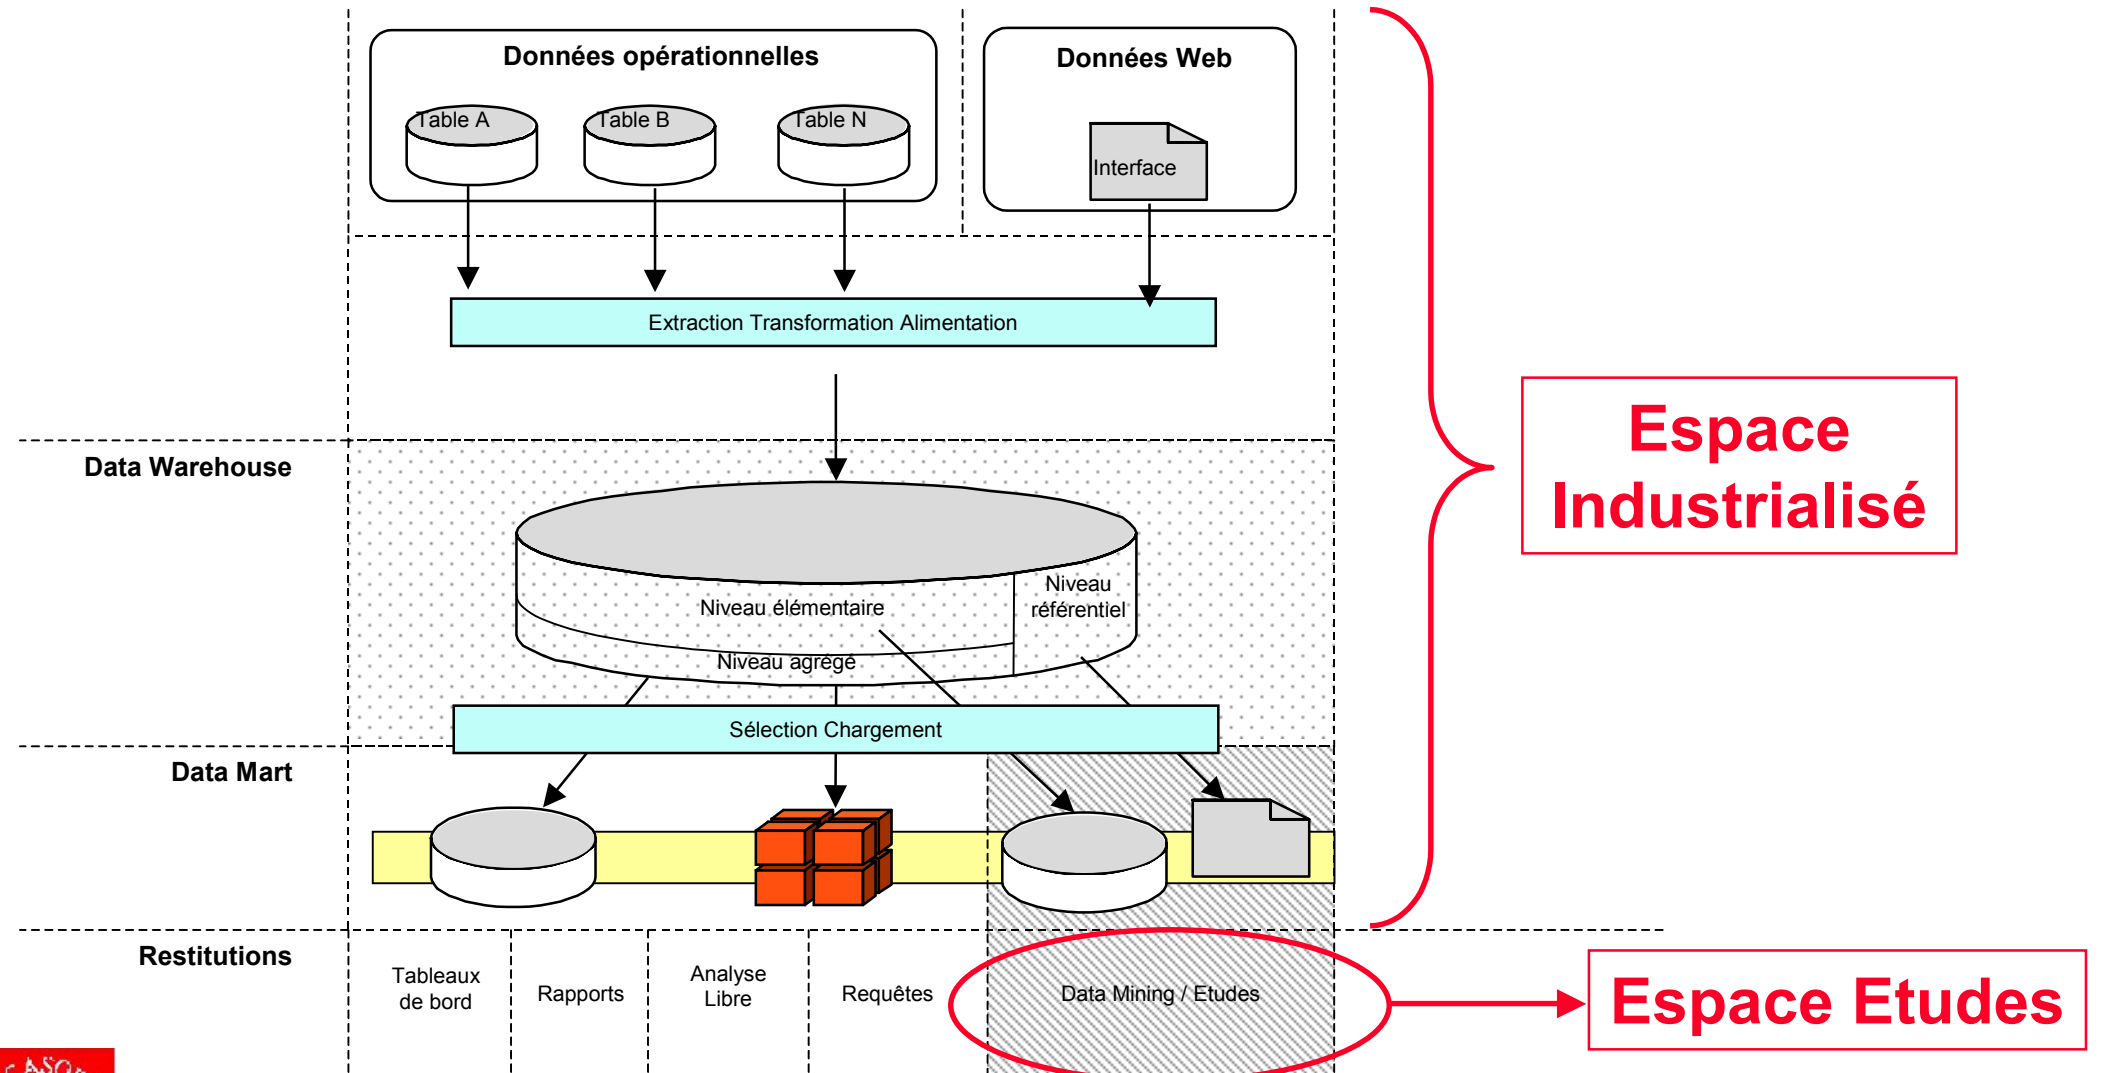 Données opérationnelles
Données Web
Table A
Table B
Table N
Interface
Extraction Transformation Alimentation
Espace
Industrialisé
Data Warehouse
Niveau élémentaire
Niveau
référentiel
Niveau agrégé
Sélection Chargement
Data Mart
Restitutions
Tableaux
de bord
Rapports
Analyse
Libre
Requêtes
Data Mining / Etudes
Espace Etudes